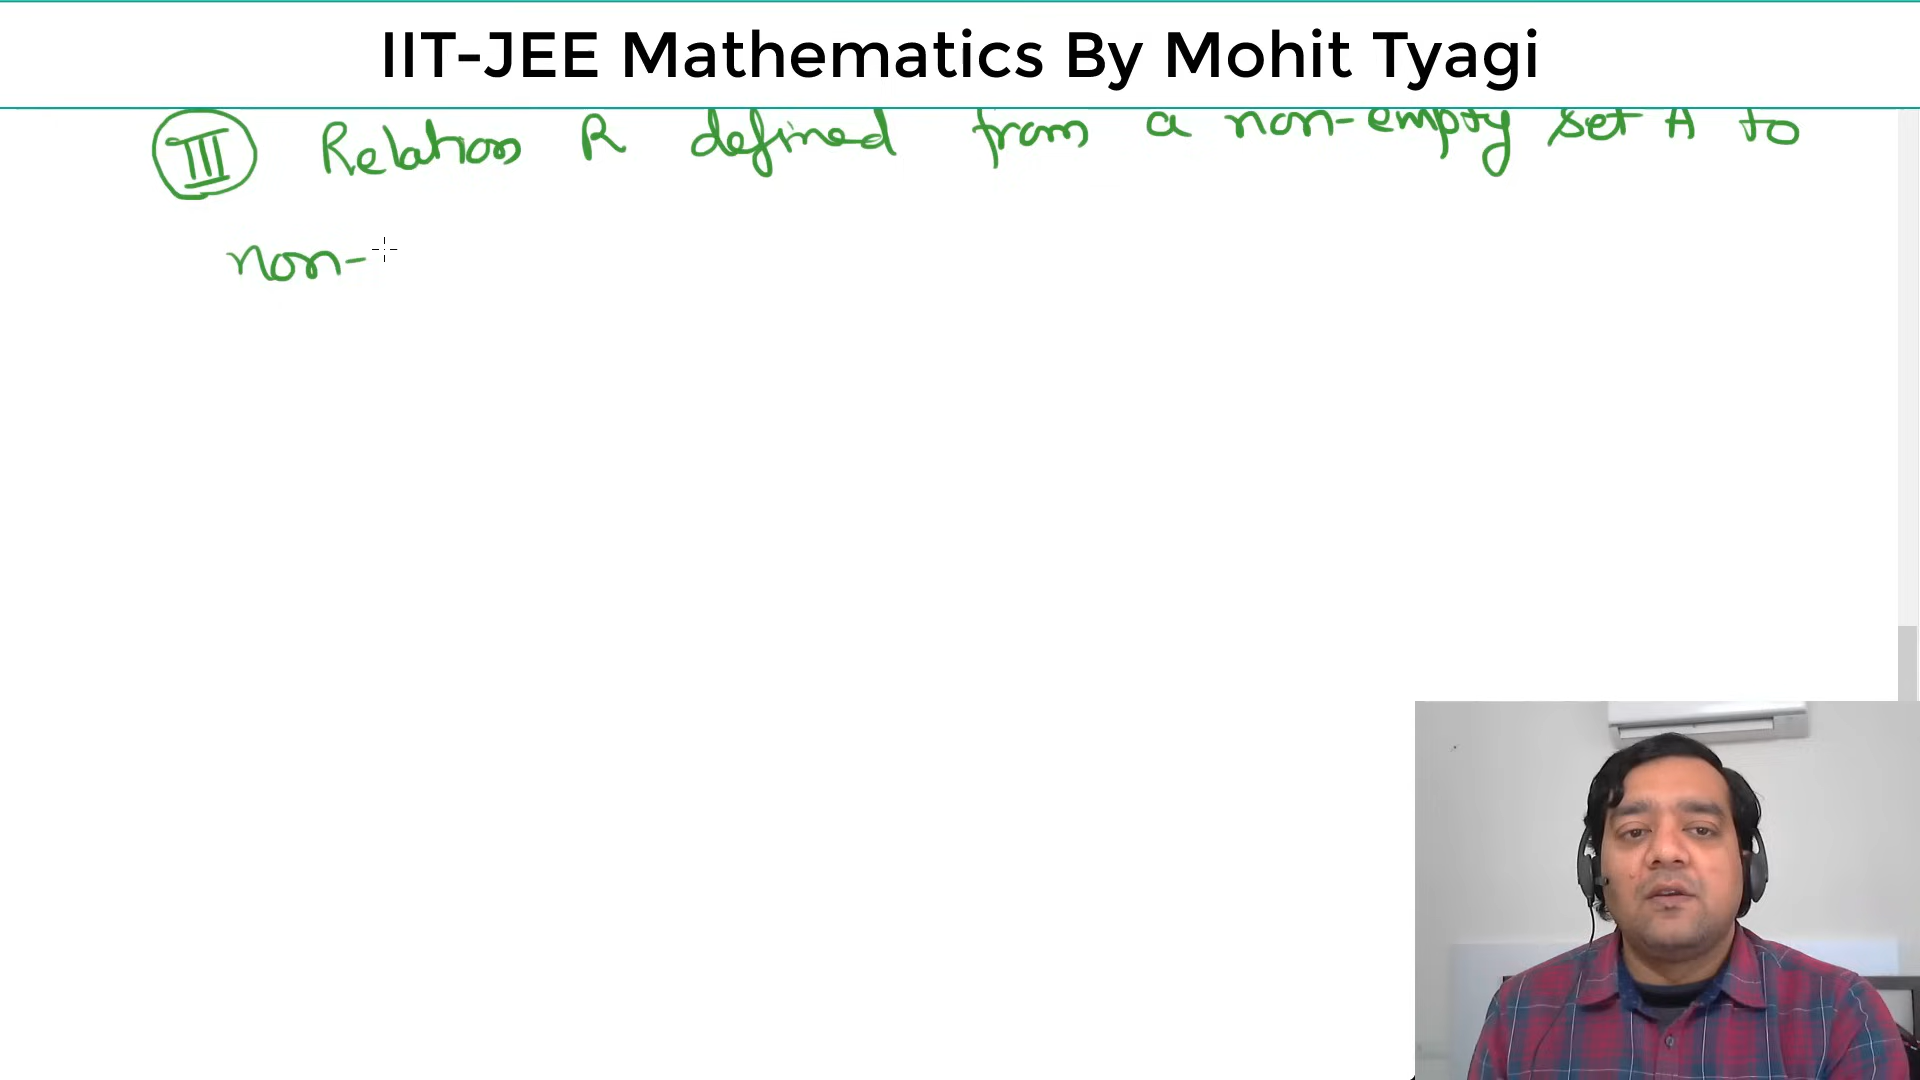 IIT-JEE Mathematics By Mohit Tyagi
III Relation R defined from a non-empty set A to
non-